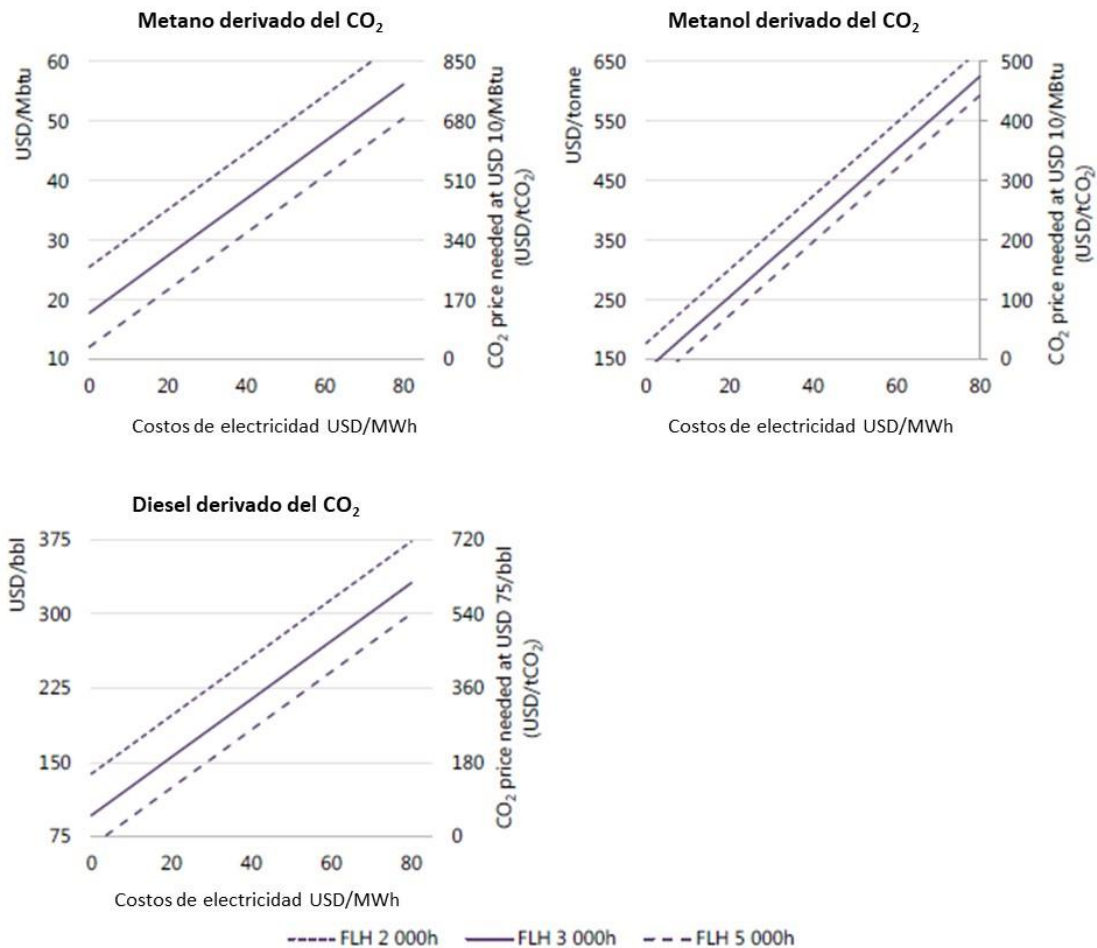 Metano derivado del CO₂
USD/Mbtu
60
50
40
30
20
10
0 20 40 60 80
850
680
510
340
170
0
CO₂ price needed at USD 10/MBtu
(USD/tCO₂)
Costos de electricidad USD/MWh
Metanol derivado del CO₂
USD/tonne
650
550
450
350
250
150
0 20 40 60 80
500
400
300
200
100
0
CO₂ price needed at USD 10/MBtu
(USD/tCO₂)
Costos de electricidad USD/MWh
Diesel derivado del CO₂
USD/bbl
375
300
225
150
75
0 20 40 60 80
720
540
360
180
0
CO₂ price needed at USD 75/bbl
(USD/tCO₂)
Costos de electricidad USD/MWh
FLH 2 000h FLH 3 000h FLH 5 000h